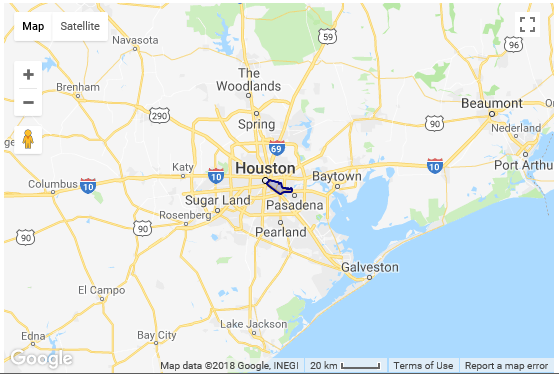 Map
Satellite
59
96
Navasota
The
Woodlands
Brenham
290
Spring
Beaumont
90
Nederland
69
Port Arthur
Katy
10
Houston
Baytown
10
Columbus
10
Sugar Land
Pasadena
Rosenberg
90
90
Pearland
Galveston
El Campo
Lake Jackson
Edna
Bay City
Google
Map data ©2018 Google, INEGI
20 km
Terms of Use
Report a map error